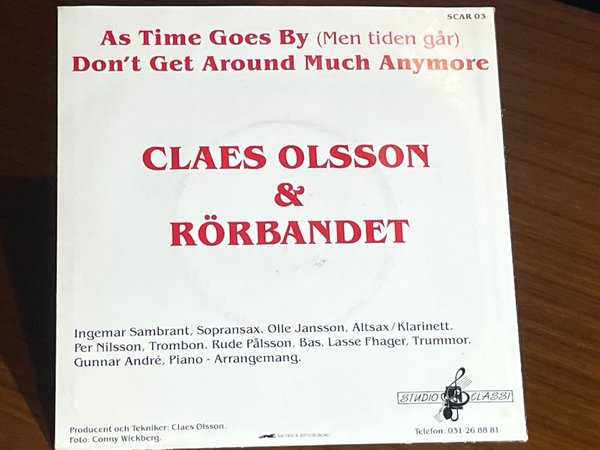 SCAR 03
As Time Goes By (Men tiden går)
Don't Get Around Much Anymore
CLAES OLSSON
&
RÖRBANDET
Ingemar Sambrant, Sopransax. Olle Jansson, Altsax/Klarinett.
Per Nilsson, Trombon. Rude Pålsson, Bas. Lasse Fhager, Trummor.
Gunnar André, Piano - Arrangemang.
STUDIO CLASSI
Producent och Tekniker: Claes Olsson.
Foto: Conny Wickberg.
Telefon: 031-26 88 81